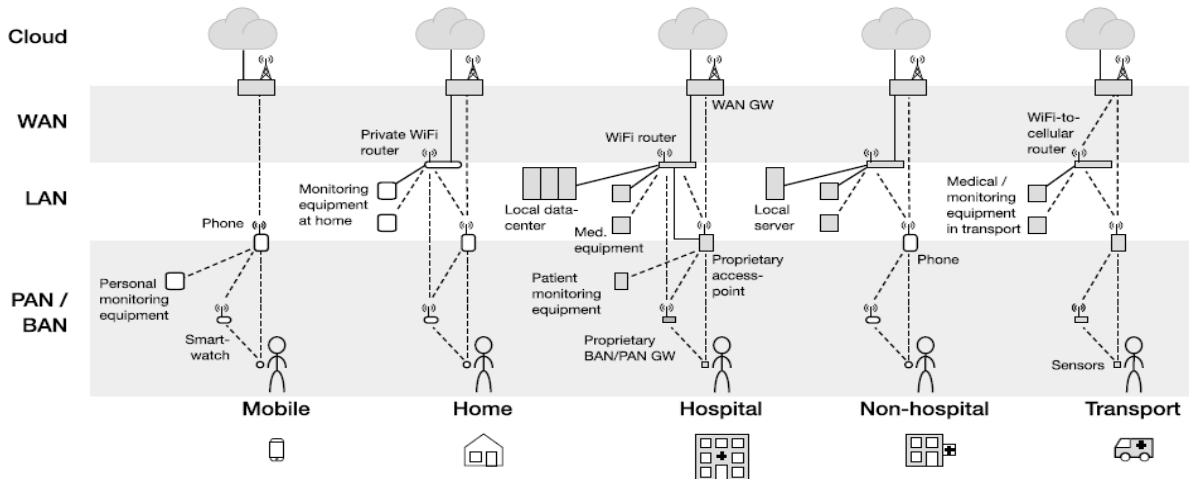 Cloud
WAN
LAN
PAN /
BAN
Phone
Personal
monitoring
equipment
Smart-
watch
Mobile
Private WiFi
router
Monitoring
equipment
at home
Home
WAN GW
WiFi router
Local data-
center
Med.
equipment
Patient
monitoring
equipment
Proprietary
access-
point
Proprietary
BAN/PAN GW
Hospital
Local
server
Phone
Non-hospital
WiFi-to-
cellular
router
Medical /
monitoring
equipment
in transport
Sensors
Transport